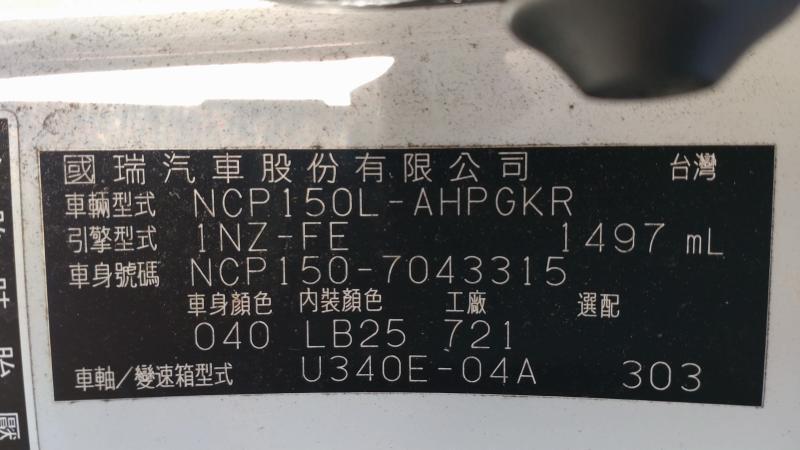 國瑞汽車股份有限公司 台灣
車輛型式 NCP150L-AHPGKR
引擎型式 1NZ-FE 1497 mL
車身號碼 NCP150-7043315
車身顏色 內裝顏色 工廠 選配
040 LB25 721
車軸/變速箱型式 U340E-04A 303
胎
壓